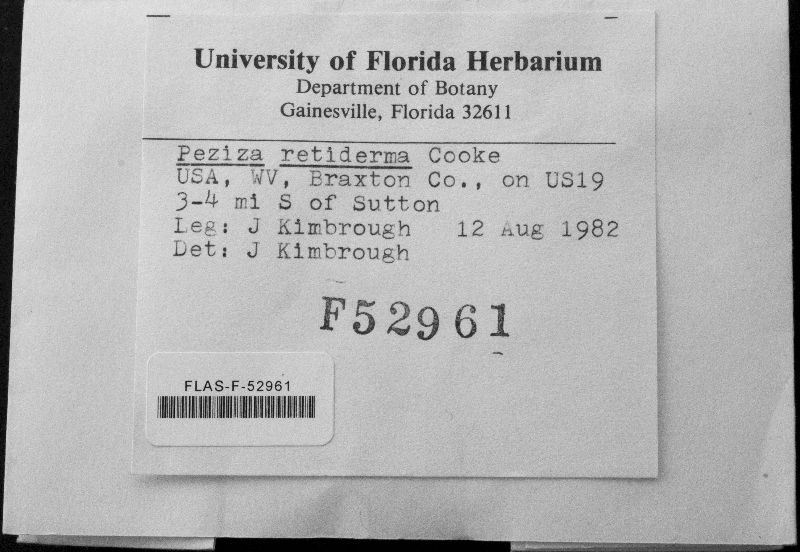 University of Florida Herbarium
Department of Botany
Gainesville, Florida 32611
Peziza retiderma Cooke
USA, WV, Braxton Co., on US19
3-4 mi S of Sutton
Leg: J Kimbrough 12 Aug 1982
Det: J Kimbrough
F52961
FLAS-F-52961